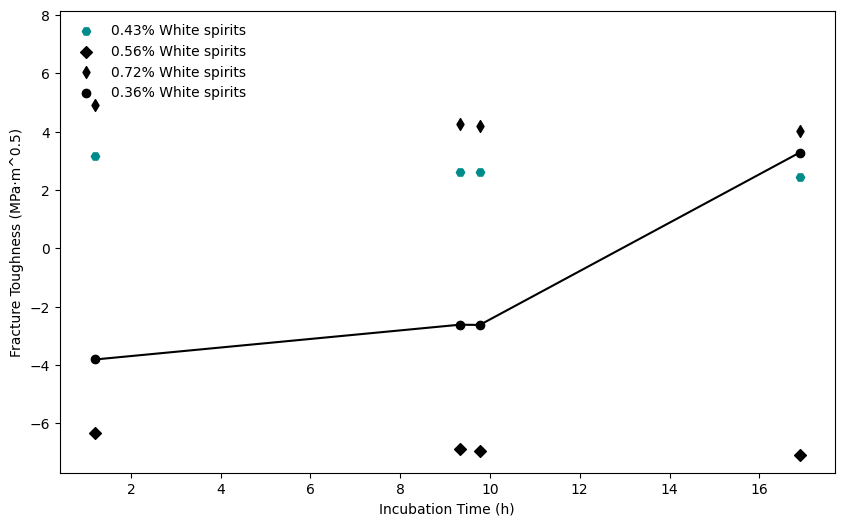 0.43% White spirits
0.56% White spirits
0.72% White spirits
0.36% White spirits
8
6
4
2
0
−2
−4
−6
Fracture Toughness (MPa·m^0.5)
2 4 6 8 10 12 14 16
Incubation Time (h)